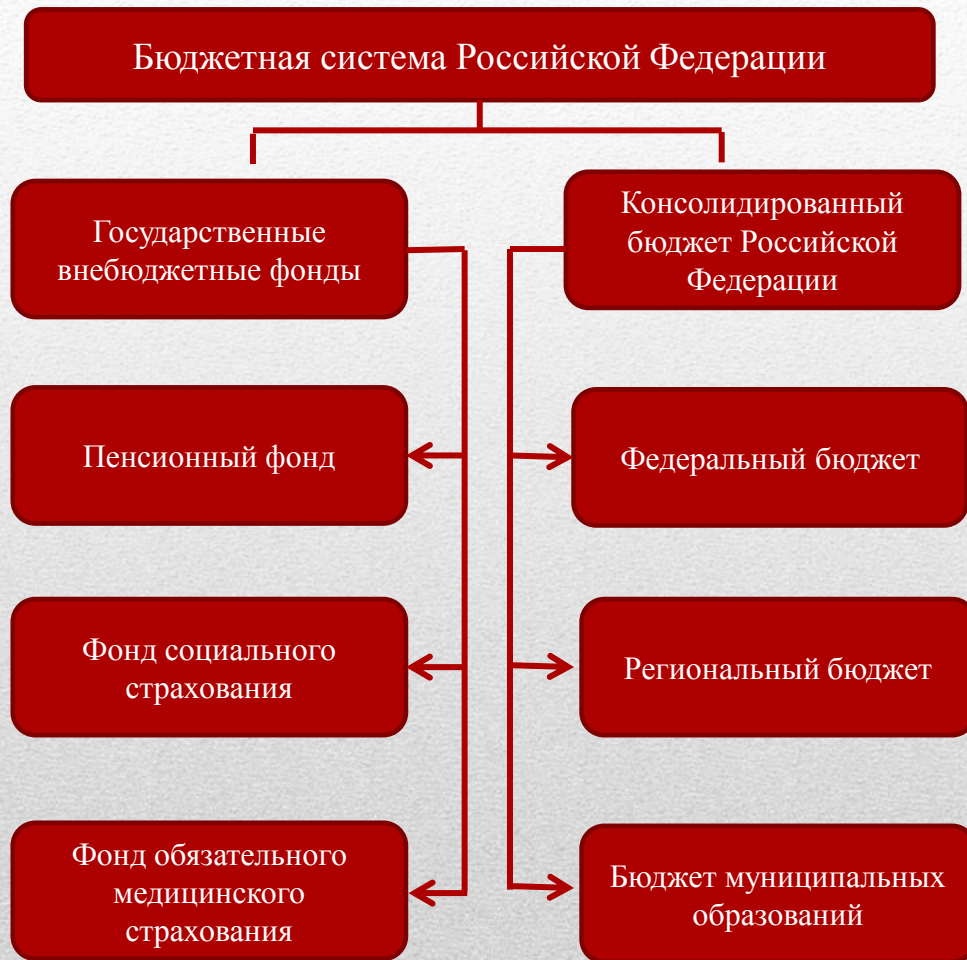 Бюджетная система Российской Федерации
Государственные
внебюджетные фонды
Консолидированный
бюджет Российской
Федерации
Пенсионный фонд
Федеральный бюджет
Фонд социального
страхования
Региональный бюджет
Фонд обязательного
медицинского
страхования
Бюджет муниципальных
образований